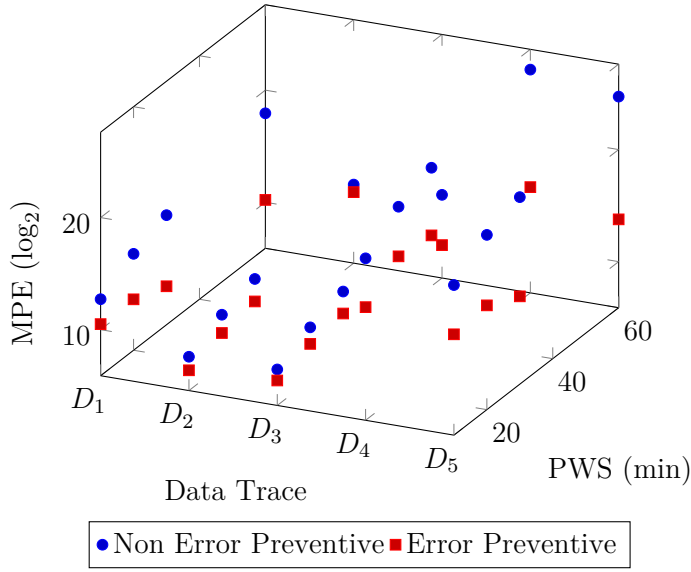 20
10
MPE (log₂)
D₁
D₂
D₃
D₄
D₅
20
40
60
Data Trace
PWS (min)
Non Error Preventive Error Preventive